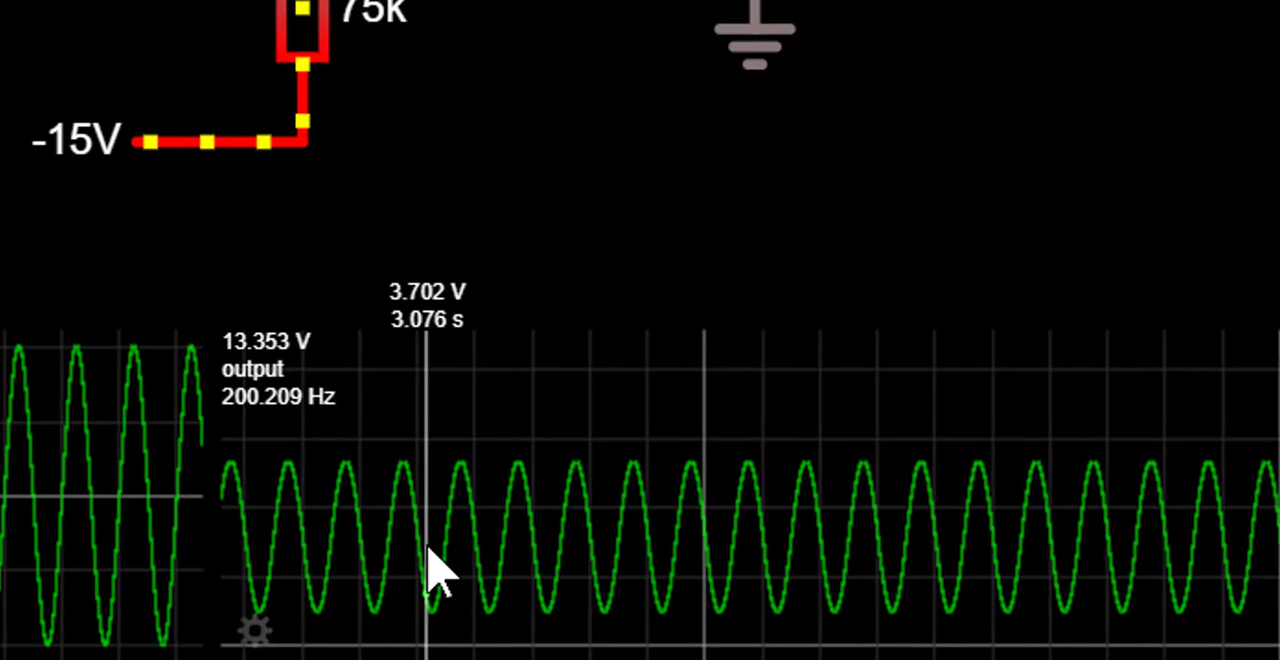 75k
-15V
3.702 V
3.076 s
13.353 V
output
200.209 Hz